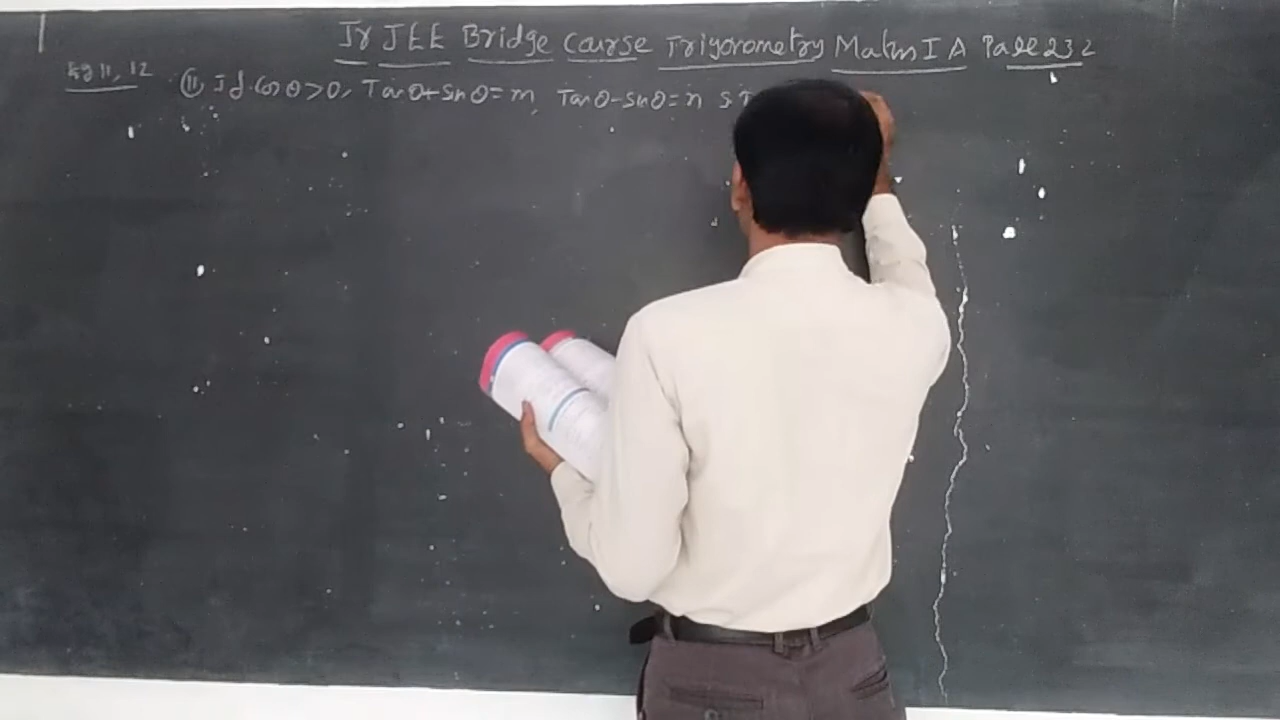 Jr JEE Bridge Course Trigonometry Maths I A Page 232
Eg 11, 12 (11) If cos θ > 0, Tan θ + Sin θ = m, Tan θ - Sin θ = n